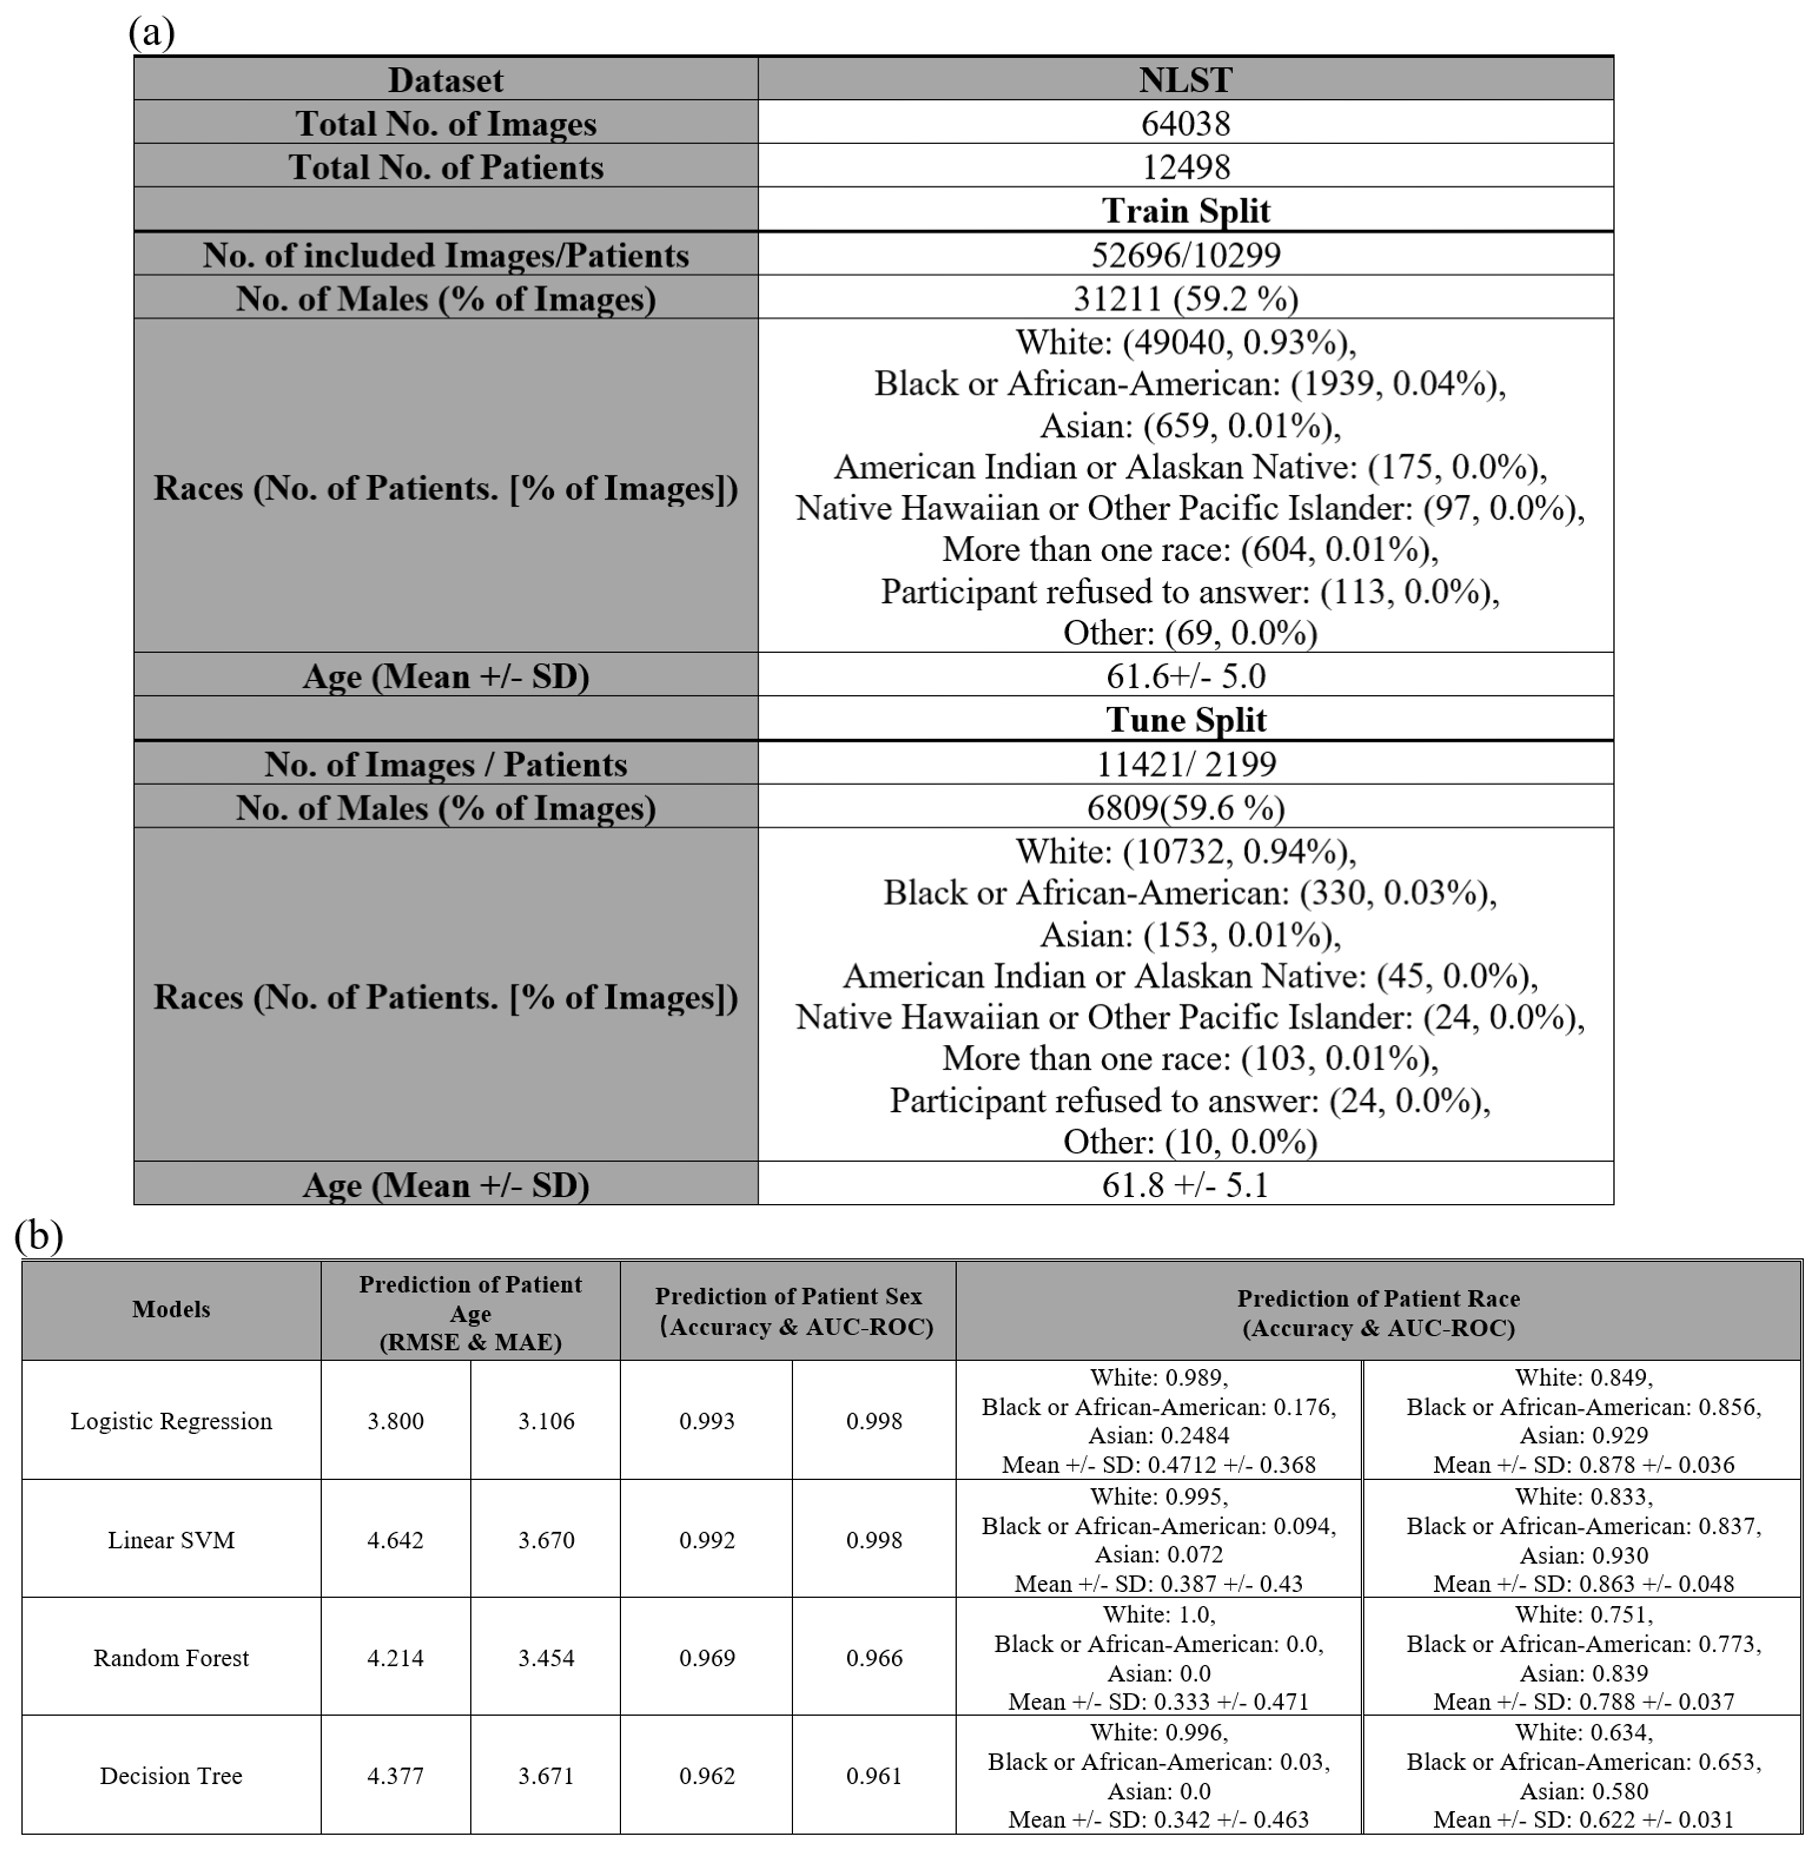 (a)
Dataset NLST
Total No. of Images 64038
Total No. of Patients 12498
Train Split
No. of included Images/Patients 52696/10299
No. of Males (% of Images) 31211 (59.2 %)
Races (No. of Patients. [% of Images])
White: (49040, 0.93%),
Black or African-American: (1939, 0.04%),
Asian: (659, 0.01%),
American Indian or Alaskan Native: (175, 0.0%),
Native Hawaiian or Other Pacific Islander: (97, 0.0%),
More than one race: (604, 0.01%),
Participant refused to answer: (113, 0.0%),
Other: (69, 0.0%)
Age (Mean +/- SD) 61.6+/- 5.0
Tune Split
No. of Images / Patients 11421/ 2199
No. of Males (% of Images) 6809(59.6 %)
Races (No. of Patients. [% of Images])
White: (10732, 0.94%),
Black or African-American: (330, 0.03%),
Asian: (153, 0.01%),
American Indian or Alaskan Native: (45, 0.0%),
Native Hawaiian or Other Pacific Islander: (24, 0.0%),
More than one race: (103, 0.01%),
Participant refused to answer: (24, 0.0%),
Other: (10, 0.0%)
Age (Mean +/- SD) 61.8 +/- 5.1
(b)
Models
Prediction of Patient
Age
(RMSE & MAE)
Prediction of Patient Sex
(Accuracy & AUC-ROC)
Prediction of Patient Race
(Accuracy & AUC-ROC)
Logistic Regression
3.800
3.106
0.993
0.998
White: 0.989,
Black or African-American: 0.176,
Asian: 0.2484
Mean +/- SD: 0.4712 +/- 0.368
White: 0.849,
Black or African-American: 0.856,
Asian: 0.929
Mean +/- SD: 0.878 +/- 0.036
Linear SVM
4.642
3.670
0.992
0.998
White: 0.995,
Black or African-American: 0.094,
Asian: 0.072
Mean +/- SD: 0.387 +/- 0.43
White: 0.833,
Black or African-American: 0.837,
Asian: 0.930
Mean +/- SD: 0.863 +/- 0.048
Random Forest
4.214
3.454
0.969
0.966
White: 1.0,
Black or African-American: 0.0,
Asian: 0.0
Mean +/- SD: 0.333 +/- 0.471
White: 0.751,
Black or African-American: 0.773,
Asian: 0.839
Mean +/- SD: 0.788 +/- 0.037
Decision Tree
4.377
3.671
0.962
0.961
White: 0.996,
Black or African-American: 0.03,
Asian: 0.0
Mean +/- SD: 0.342 +/- 0.463
White: 0.634,
Black or African-American: 0.653,
Asian: 0.580
Mean +/- SD: 0.622 +/- 0.031